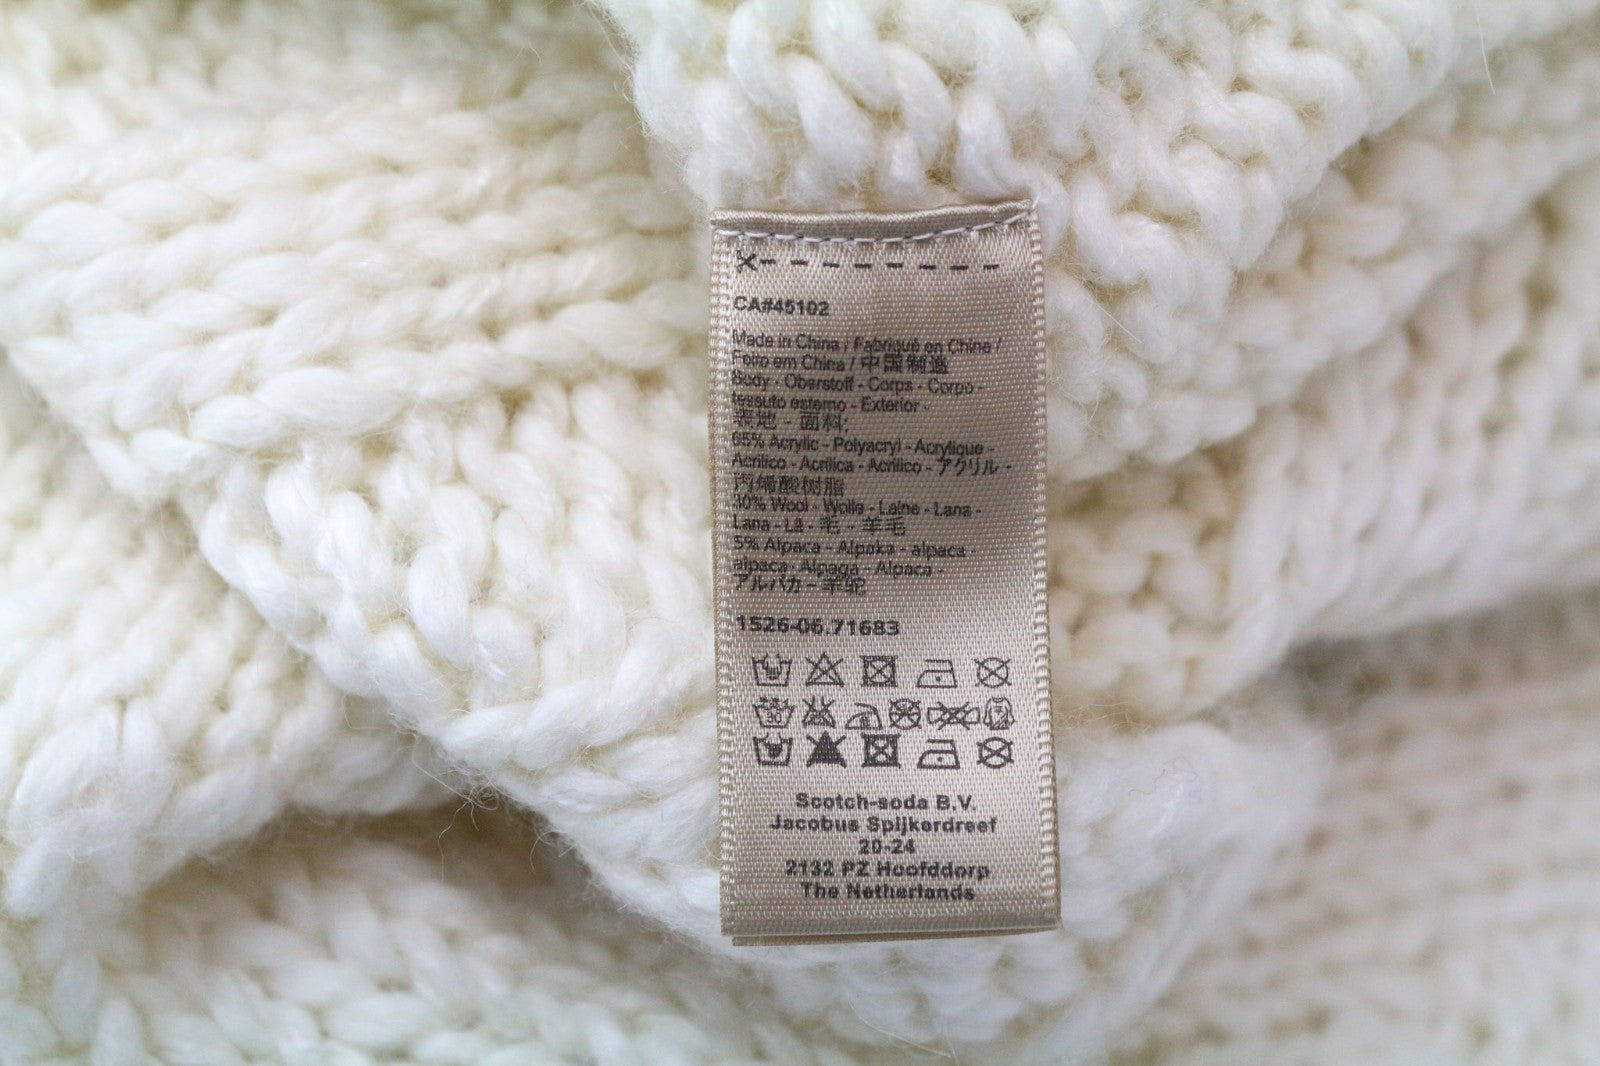 CA#45102
Made in China / Fabriqué en Chine /
Feito em China / 中国制造
Body - Oberstoff - Corps - Corpo -
tessuto esterno - Exterior -
表地 - 面料:
65% Acrylic - Polyacryl - Acrylique -
Acrilico - Acrilica - Acrílico - アクリル -
丙烯酸树脂
30% Wool - Wolle - Laine - Lana -
Lana - Lã - 毛 - 羊毛
5% Alpaca - Alpaka - alpaca -
alpaca - Alpaga - Alpaca -
アルパカ - 羊驼
1526-06.71683
Scotch-soda B.V.
Jacobus Spijkerdreef
20-24
2132 PZ Hoofddorp
The Netherlands